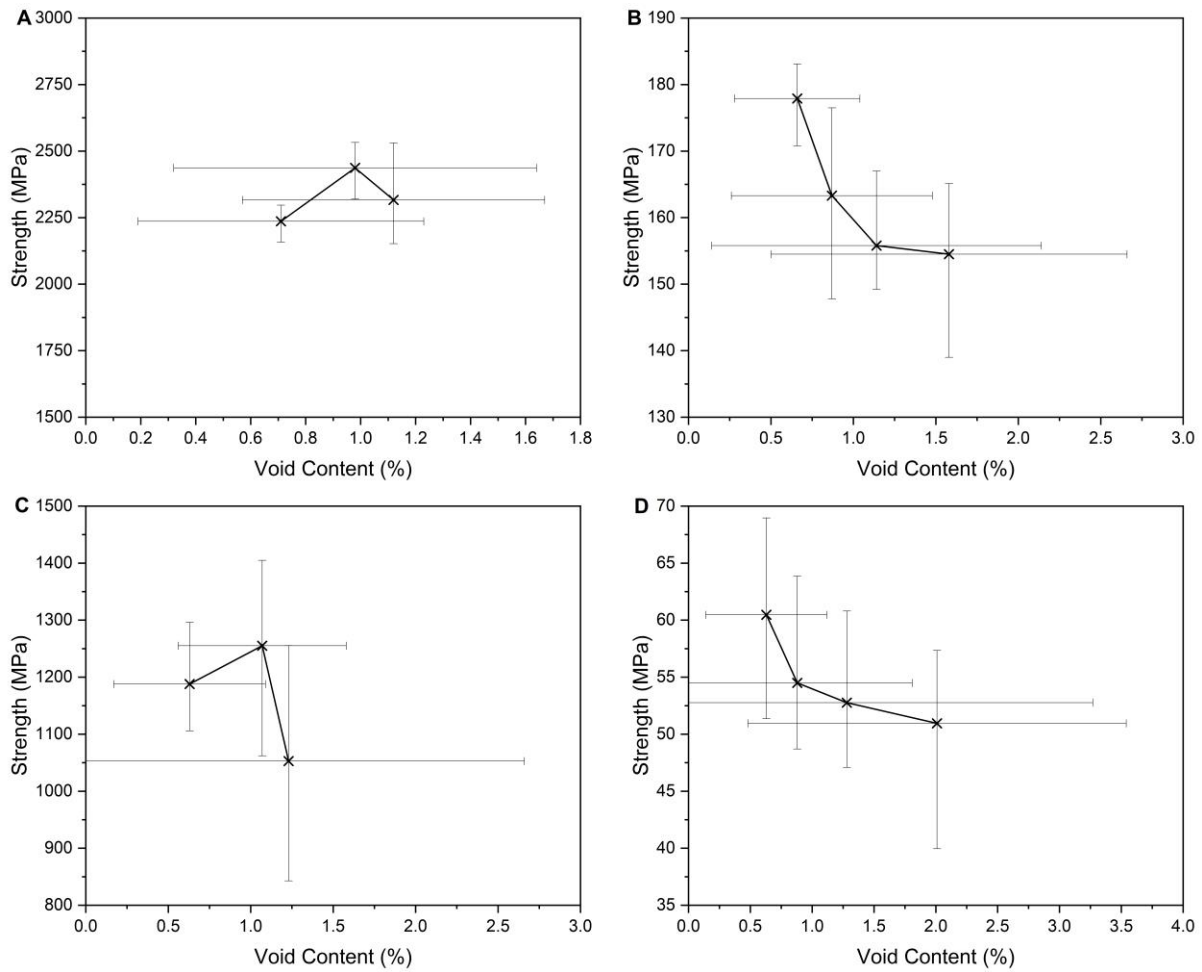 A
3000
2750
2500
2250
2000
1750
1500
Strength (MPa)
0.0 0.2 0.4 0.6 0.8 1.0 1.2 1.4 1.6 1.8
Void Content (%)
B
190
180
170
160
150
140
130
Strength (MPa)
0.0 0.5 1.0 1.5 2.0 2.5 3.0
Void Content (%)
C
1500
1400
1300
1200
1100
1000
900
800
Strength (MPa)
0.0 0.5 1.0 1.5 2.0 2.5 3.0
Void Content (%)
D
70
65
60
55
50
45
40
35
Strength (MPa)
0.0 0.5 1.0 1.5 2.0 2.5 3.0 3.5 4.0
Void Content (%)